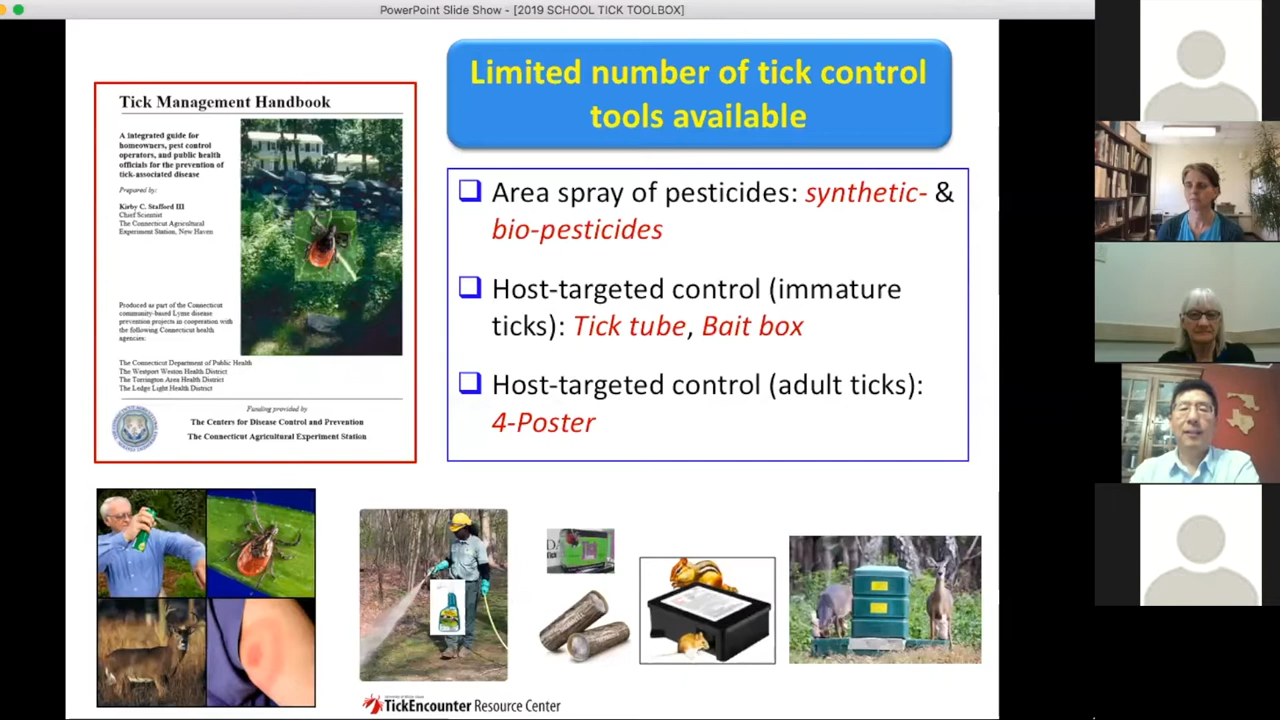 PowerPoint Slide Show - [2019 SCHOOL TICK TOOLBOX]
Limited number of tick control
tools available
Tick Management Handbook
A integrated guide for
homeowners, pest control
operators, and public health
officials for the prevention of
tick-associated disease
Prepared by:
Kirby C. Stafford III
Chief Scientist
The Connecticut Agricultural
Experiment Station, New Haven
Produced as part of the Connecticut
community-based Lyme disease
prevention projects in cooperation with
the following Connecticut health
agencies:
The Connecticut Department of Public Health
The Westport Weston Health District
The Torrington Area Health District
The Ledge Light Health District
Funding provided by
The Centers for Disease Control and Prevention
The Connecticut Agricultural Experiment Station
Area spray of pesticides: synthetic- &
bio-pesticides
Host-targeted control (immature
ticks): Tick tube, Bait box
Host-targeted control (adult ticks):
4-Poster
TickEncounter Resource Center